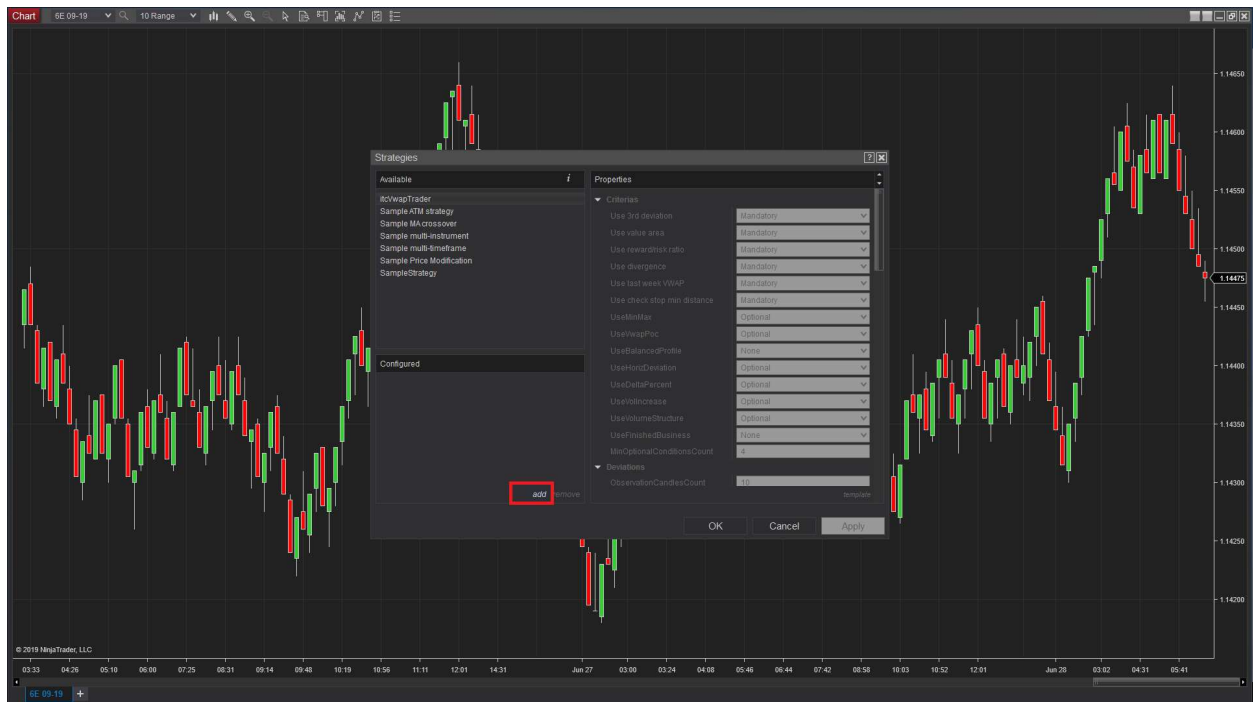 Chart 6E 09-19 10 Range
Strategies
Available i
itcVwapTrader
Sample ATM strategy
Sample MA crossover
Sample multi-instrument
Sample multi-timeframe
Sample Price Modification
SampleStrategy
Configured
add remove
Properties
Criterias
Use 3rd deviation Mandatory
Use value area Mandatory
Use reward/risk ratio Mandatory
Use divergence Mandatory
Use last week VWAP Mandatory
Use check stop min distance Mandatory
UseMinMax Optional
UseVwapPoc Optional
UseBalancedProfile None
UseHorizDeviation Optional
UseDeltaPercent Optional
UseVolIncrease Optional
UseVolumeStructure Optional
UseFinishedBusiness None
MinOptionalConditionsCount 4
Deviations
ObservationCandlesCount 10
template
OK Cancel Apply
1.14650
1.14600
1.14550
1.14500
1.14475
1.14450
1.14400
1.14350
1.14300
1.14250
1.14200
© 2019 NinjaTrader, LLC
03:33 04:26 05:10 06:00 07:25 08:31 09:14 09:48 10:19 10:56 11:11 12:01 14:31 Jun 27 03:00 03:24 04:08 05:46 06:44 07:42 08:58 10:03 10:52 12:01 Jun 28 03:02 04:31 05:41
6E 09-19 +